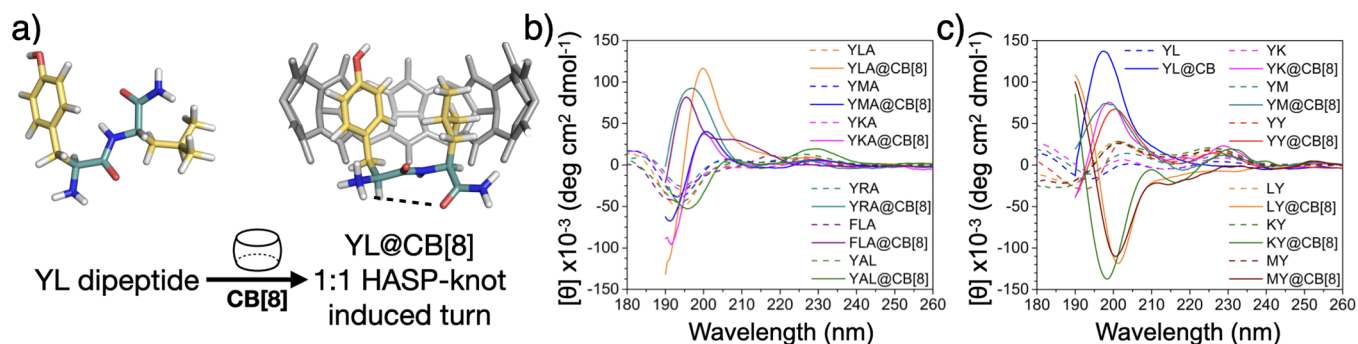 a)
YL dipeptide
CB[8]
YL@CB[8]
1:1 HASP-knot
induced turn
b)
[θ] x10-3 (deg cm2 dmol-1)
150
100
50
0
-50
-100
-150
180 190 200 210 220 230 240 250 260
Wavelength (nm)
YLA
YLA@CB[8]
YMA
YMA@CB[8]
YKA
YKA@CB[8]
YRA
YRA@CB[8]
FLA
FLA@CB[8]
YAL
YAL@CB[8]
c)
[θ] x10-3 (deg cm2 dmol-1)
150
100
50
0
-50
-100
-150
180 190 200 210 220 230 240 250 260
Wavelength (nm)
YL
YL@CB
YK
YK@CB[8]
YM
YM@CB[8]
YY
YY@CB[8]
LY
LY@CB[8]
KY
KY@CB[8]
MY
MY@CB[8]